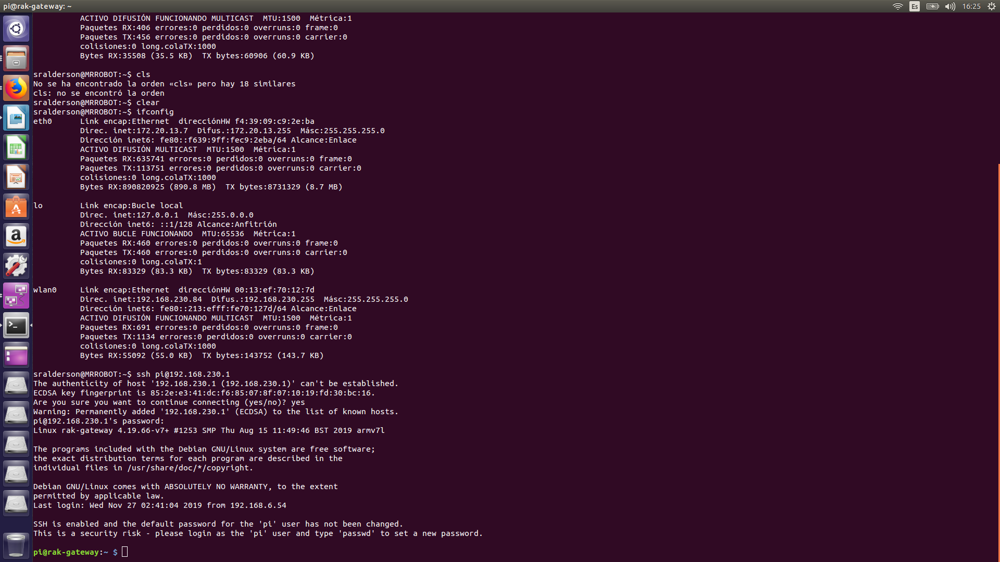 pi@rak-gateway: ~
Es
16:25
ACTIVO DIFUSIÓN FUNCIONANDO MULTICAST  MTU:1500  Métrica:1
Paquetes RX:406 errores:0 perdidos:0 overruns:0 frame:0
Paquetes TX:456 errores:0 perdidos:0 overruns:0 carrier:0
colisiones:0 long.colaTX:1000
Bytes RX:35508 (35.5 KB)  TX bytes:60906 (60.9 KB)
sralderson@MRROBOT:~$ cls
No se ha encontrado la orden «cls» pero hay 18 similares
cls: no se encontró la orden
sralderson@MRROBOT:~$ clear
sralderson@MRROBOT:~$ ifconfig
eth0      Link encap:Ethernet  direcciónHW f4:39:09:c9:2e:ba
Direc. inet:172.20.13.7  Difus.:172.20.13.255  Másc:255.255.255.0
Dirección inet6: fe80::f639:9ff:fec9:2eba/64 Alcance:Enlace
ACTIVO DIFUSIÓN MULTICAST  MTU:1500  Métrica:1
Paquetes RX:635741 errores:0 perdidos:0 overruns:0 frame:0
Paquetes TX:113751 errores:0 perdidos:0 overruns:0 carrier:0
colisiones:0 long.colaTX:1000
Bytes RX:890820925 (890.8 MB)  TX bytes:8731329 (8.7 MB)
lo        Link encap:Bucle local
Direc. inet:127.0.0.1  Másc:255.0.0.0
Dirección inet6: ::1/128 Alcance:Anfitrión
ACTIVO BUCLE FUNCIONANDO  MTU:65536  Métrica:1
Paquetes RX:460 errores:0 perdidos:0 overruns:0 frame:0
Paquetes TX:460 errores:0 perdidos:0 overruns:0 carrier:0
colisiones:0 long.colaTX:1
Bytes RX:83329 (83.3 KB)  TX bytes:83329 (83.3 KB)
wlan0     Link encap:Ethernet  direcciónHW 00:13:ef:70:12:7d
Direc. inet:192.168.230.84  Difus.:192.168.230.255  Másc:255.255.255.0
Dirección inet6: fe80::213:efff:fe70:127d/64 Alcance:Enlace
ACTIVO DIFUSIÓN FUNCIONANDO MULTICAST  MTU:1500  Métrica:1
Paquetes RX:691 errores:0 perdidos:0 overruns:0 frame:0
Paquetes TX:1134 errores:0 perdidos:0 overruns:0 carrier:0
colisiones:0 long.colaTX:1000
Bytes RX:55092 (55.0 KB)  TX bytes:143752 (143.7 KB)
sralderson@MRROBOT:~$ ssh pi@192.168.230.1
The authenticity of host '192.168.230.1 (192.168.230.1)' can't be established.
ECDSA key fingerprint is 85:2e:e3:41:dc:f6:85:07:8f:07:10:19:fd:30:bc:16.
Are you sure you want to continue connecting (yes/no)? yes
Warning: Permanently added '192.168.230.1' (ECDSA) to the list of known hosts.
pi@192.168.230.1's password:
Linux rak-gateway 4.19.66-v7+ #1253 SMP Thu Aug 15 11:49:46 BST 2019 armv7l
The programs included with the Debian GNU/Linux system are free software;
the exact distribution terms for each program are described in the
individual files in /usr/share/doc/*/copyright.
Debian GNU/Linux comes with ABSOLUTELY NO WARRANTY, to the extent
permitted by applicable law.
Last login: Wed Nov 27 02:41:04 2019 from 192.168.6.54
SSH is enabled and the default password for the 'pi' user has not been changed.
This is a security risk - please login as the 'pi' user and type 'passwd' to set a new password.
pi@rak-gateway:~ $